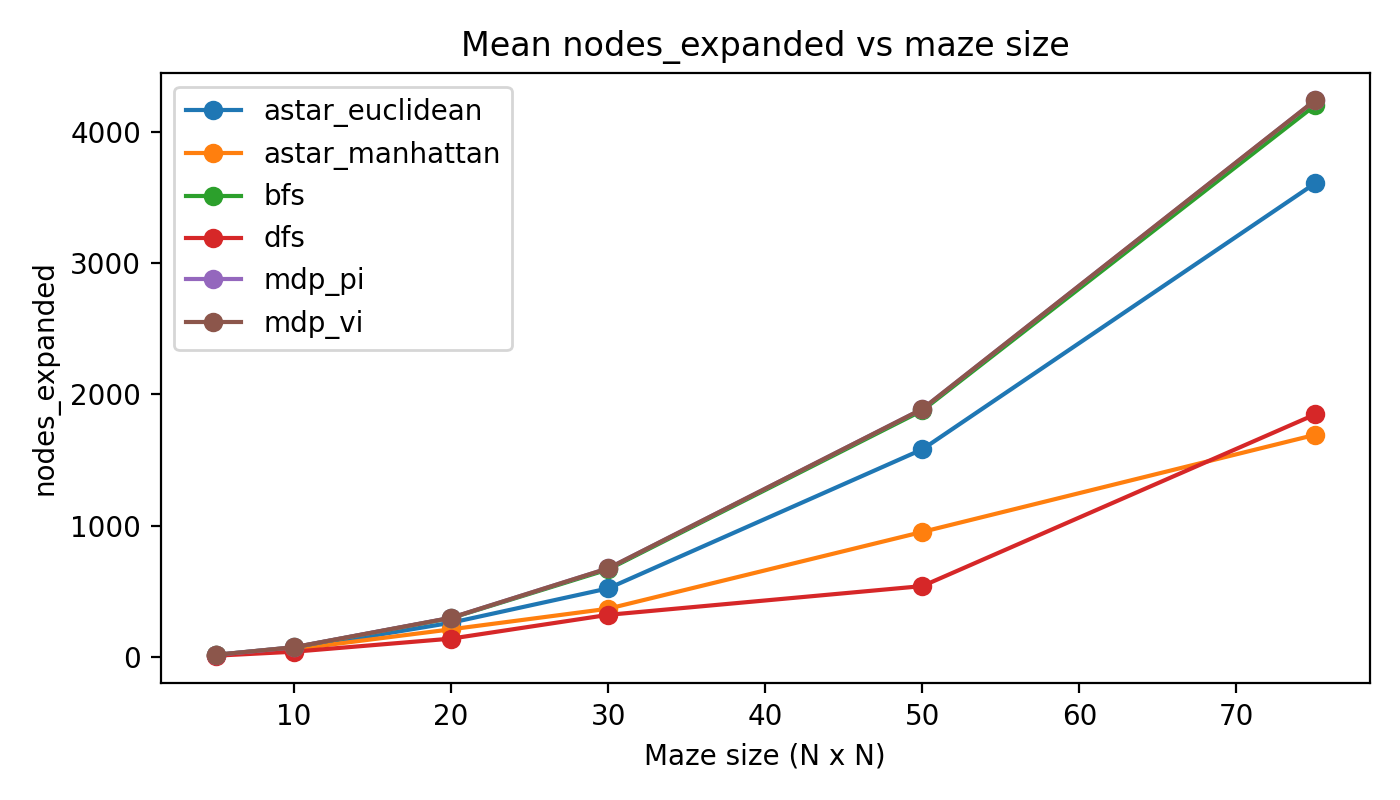 Mean nodes_expanded vs maze size
astar_euclidean
astar_manhattan
bfs
dfs
mdp_pi
mdp_vi
nodes_expanded
4000
3000
2000
1000
0
10
20
30
40
50
60
70
Maze size (N x N)